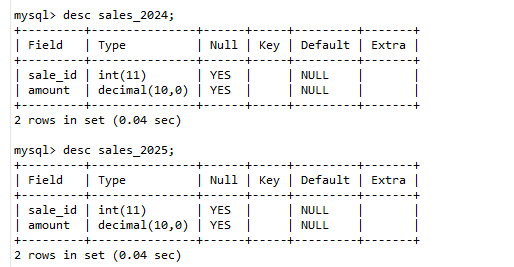 mysql> desc sales_2024;
+---------+---------------+------+-----+---------+-------+
| Field   | Type          | Null | Key | Default | Extra |
+---------+---------------+------+-----+---------+-------+
| sale_id | int(11)       | YES  |     | NULL    |       |
| amount  | decimal(10,0) | YES  |     | NULL    |       |
+---------+---------------+------+-----+---------+-------+
2 rows in set (0.04 sec)

mysql> desc sales_2025;
+---------+---------------+------+-----+---------+-------+
| Field   | Type          | Null | Key | Default | Extra |
+---------+---------------+------+-----+---------+-------+
| sale_id | int(11)       | YES  |     | NULL    |       |
| amount  | decimal(10,0) | YES  |     | NULL    |       |
+---------+---------------+------+-----+---------+-------+
2 rows in set (0.04 sec)